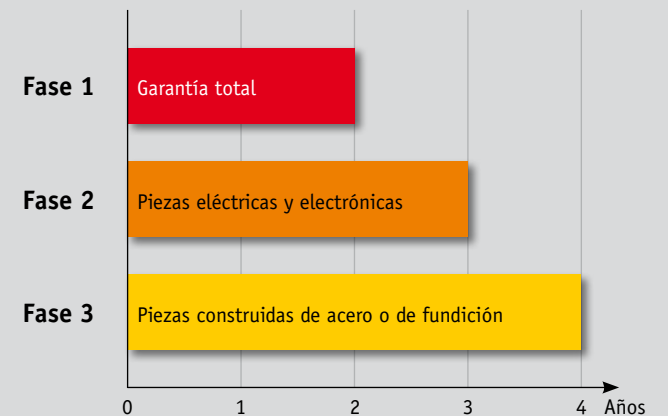 Fase 1
Garantía total
Fase 2
Piezas eléctricas y electrónicas
Fase 3
Piezas construidas de acero o de fundición
0 1 2 3 4 Años